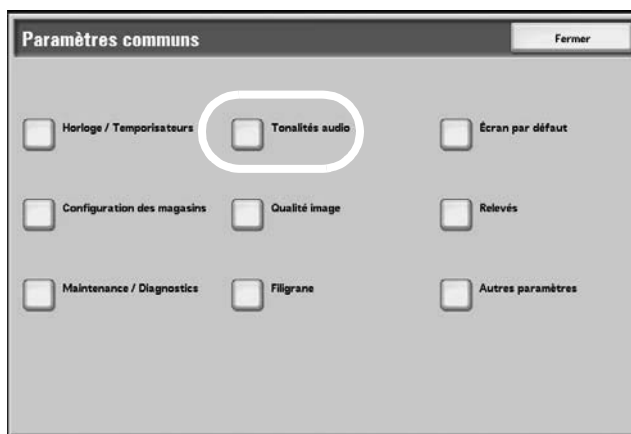 Paramètres communs
Fermer
Horloge / Temporisateurs
Tonalités audio
Écran par défaut
Configuration des magasins
Qualité image
Relevés
Maintenance / Diagnostics
Filigrane
Autres paramètres